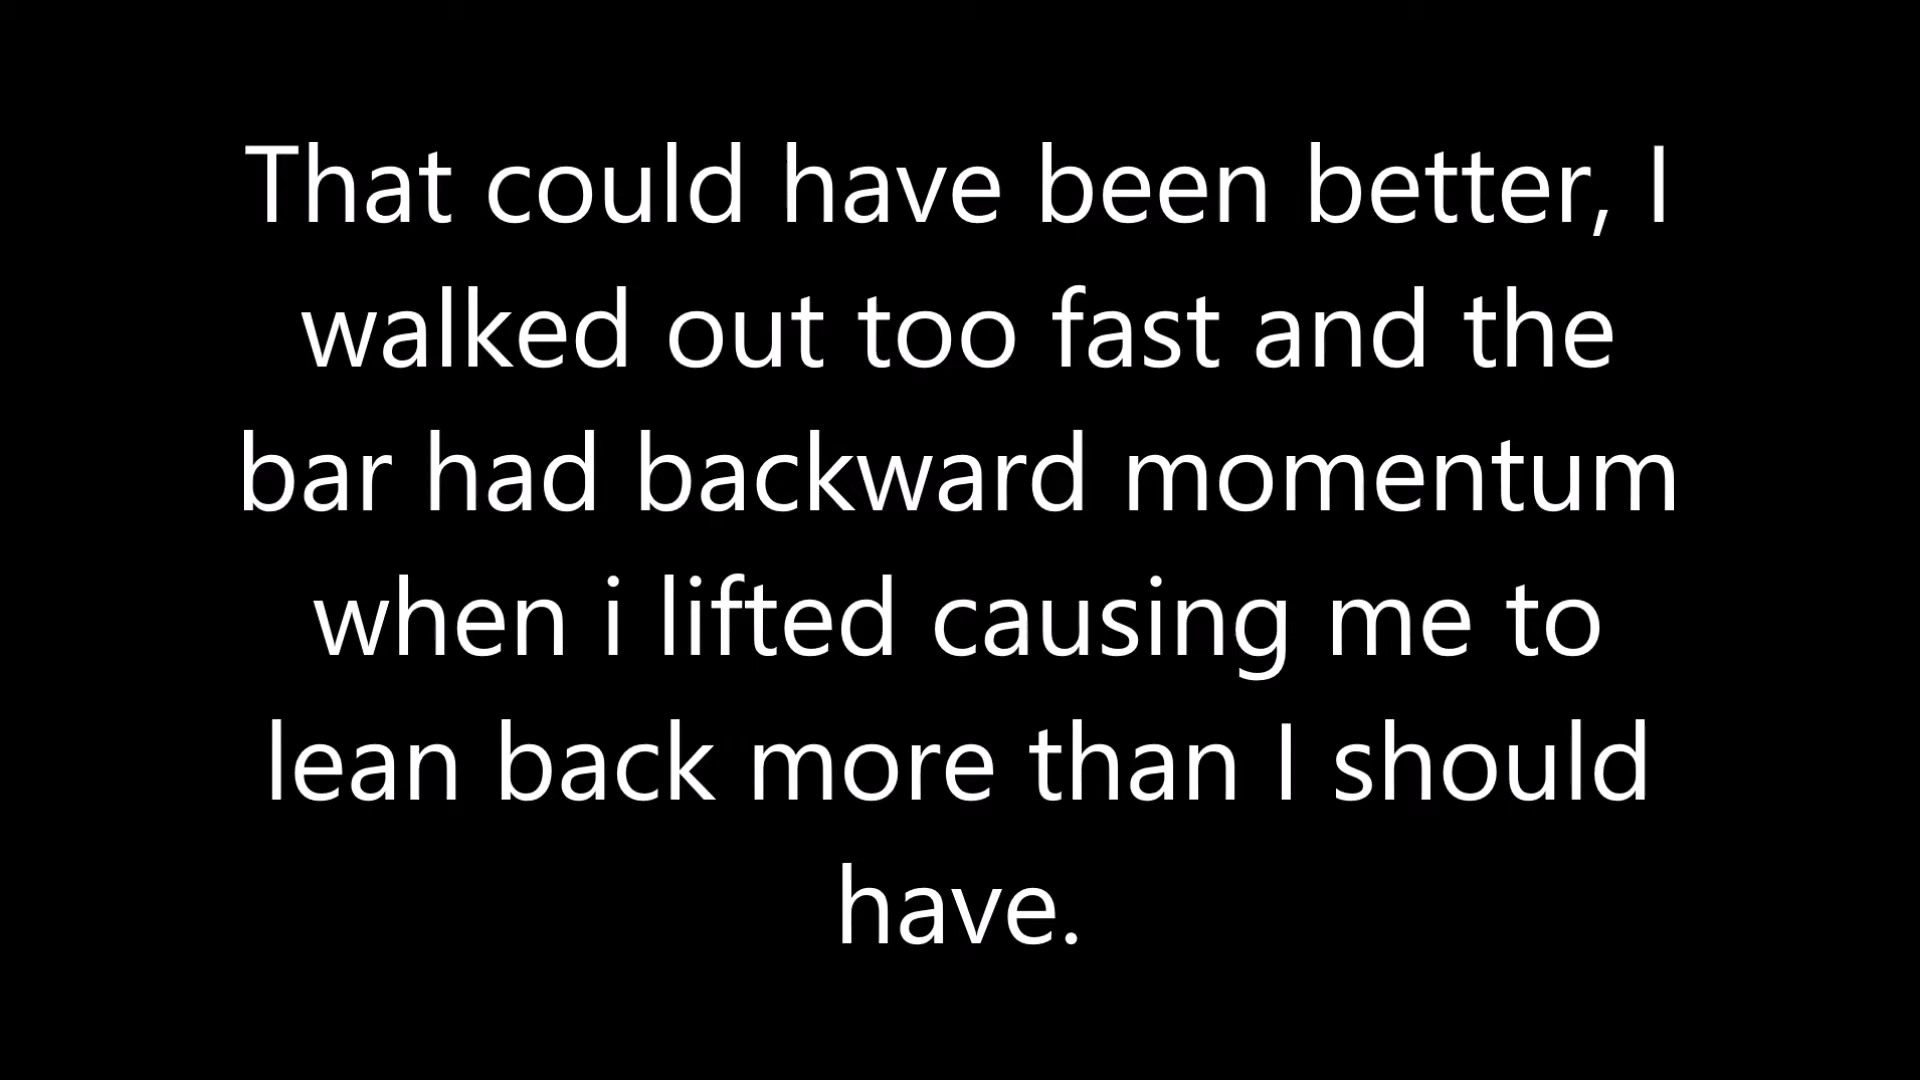 That could have been better, I
walked out too fast and the
bar had backward momentum
when i lifted causing me to
lean back more than I should
have.